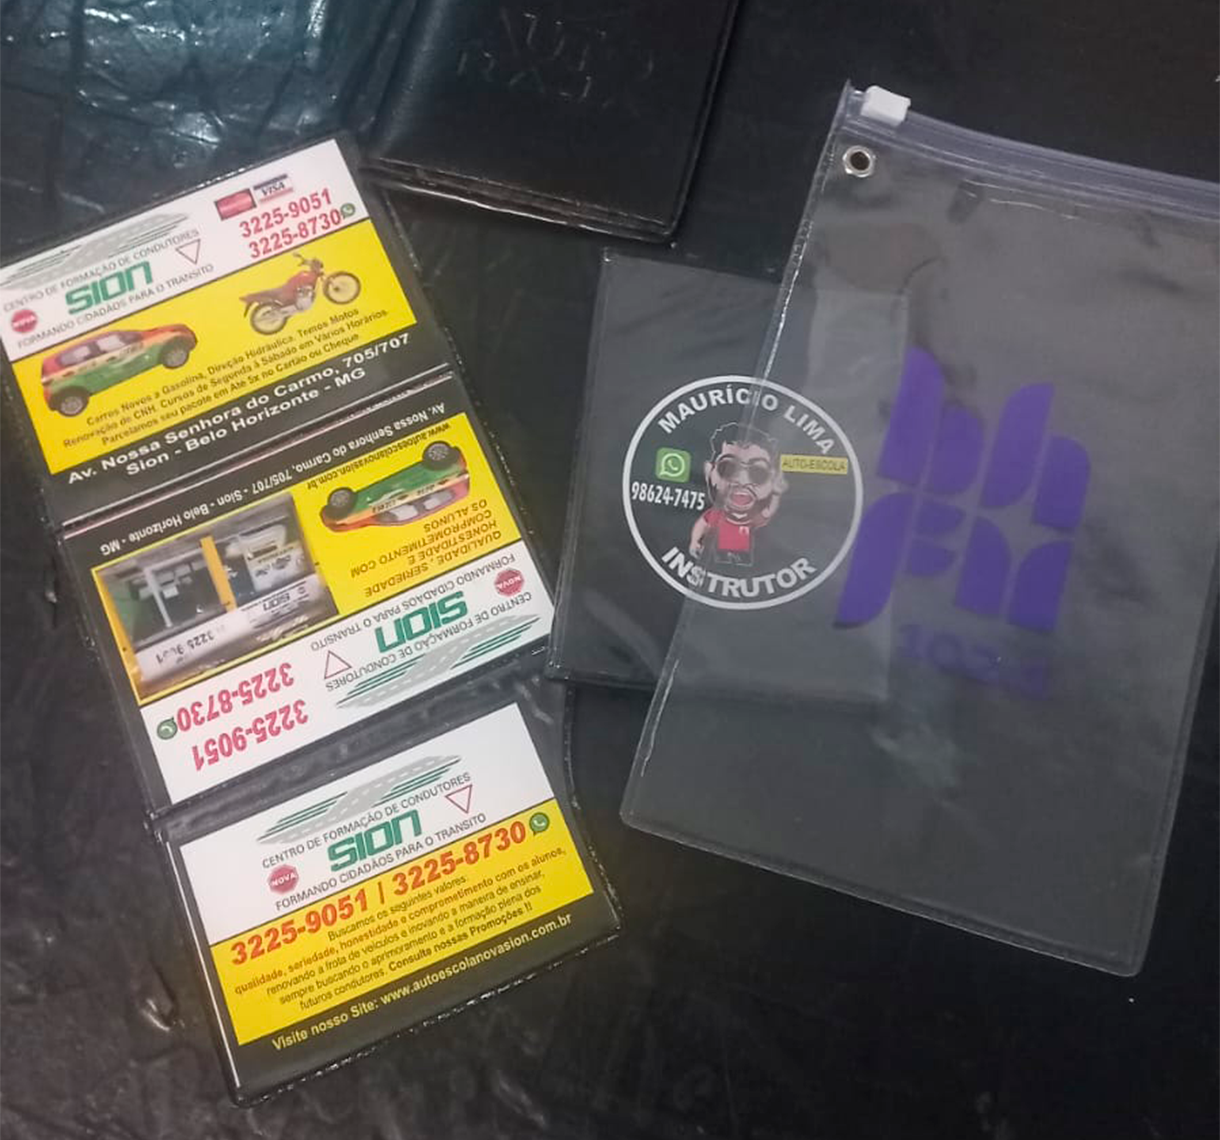 VISA
3225-9051
3225-8730
CENTRO DE FORMAÇÃO DE CONDUTORES
SION
NOVA
FORMANDO CIDADÃOS PARA O TRANSITO
Carros Novos a Gasolina, Direção Hidráulica, Temos Motos
Renovação de CNH, Cursos de Segunda à Sábado em Vários Horários.
Parcelamos seu pacote em Até 5x no Cartão ou Cheque
Av. Nossa Senhora do Carmo, 705/707
Sion - Belo Horizonte - MG
3225-9051
3225-8730
CENTRO DE FORMAÇÃO DE CONDUTORES
SION
NOVA
FORMANDO CIDADÃOS PARA O TRANSITO
QUALIDADE, SERIEDADE
HONESTIDADE E
COMPROMETIMENTO COM
OS ALUNOS
www.autoescolanovasion.com.br
Av. Nossa Senhora do Carmo, 705/707 - Sion - Belo Horizonte - MG
CENTRO DE FORMAÇÃO DE CONDUTORES
SION
NOVA
FORMANDO CIDADÃOS PARA O TRANSITO
3225-9051 | 3225-8730
Buscamos os seguintes valores:
qualidade, seriedade, honestidade e comprometimento com os alunos,
renovando a frota de veículos e inovando a maneira de ensinar,
sempre buscando o aprimoramento e a formação plena dos
futuros condutores. Consulte nossas Promoções !!
Visite nosso Site: www.autoescolanovasion.com.br
MAURÍCIO LIMA
AUTO-ESCOLA
98624-7475
INSTRUTOR
bh
FM